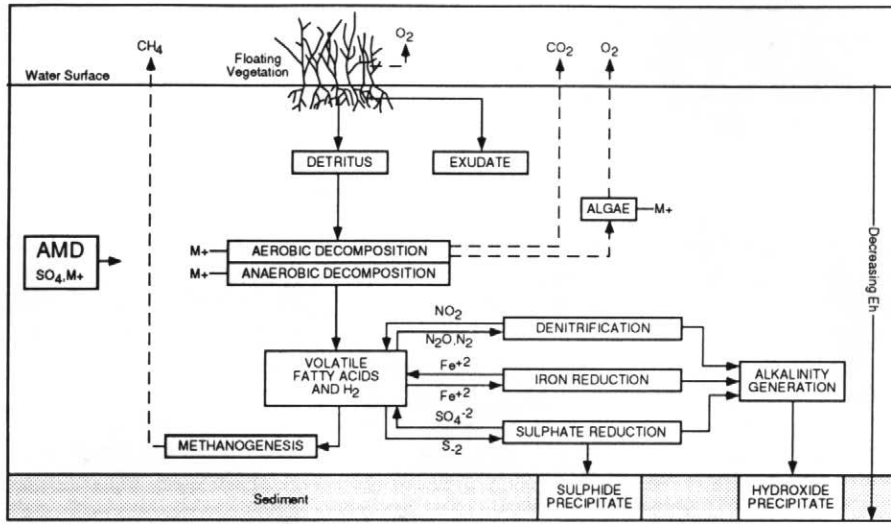 CH4
Floating
Vegetation
O2
CO2
O2
Water Surface
DETRITUS
EXUDATE
ALGAE
M+
AMD
SO4,M+
M+
AEROBIC DECOMPOSITION
M+
ANAEROBIC DECOMPOSITION
Decreasing Eh
NO2
DENITRIFICATION
N2O,N2
VOLATILE
FATTY ACIDS
AND H2
Fe+2
IRON REDUCTION
Fe+2
ALKALINITY
GENERATION
SO4-2
SULPHATE REDUCTION
S-2
METHANOGENESIS
Sediment
SULPHIDE
PRECIPITATE
HYDROXIDE
PRECIPITATE